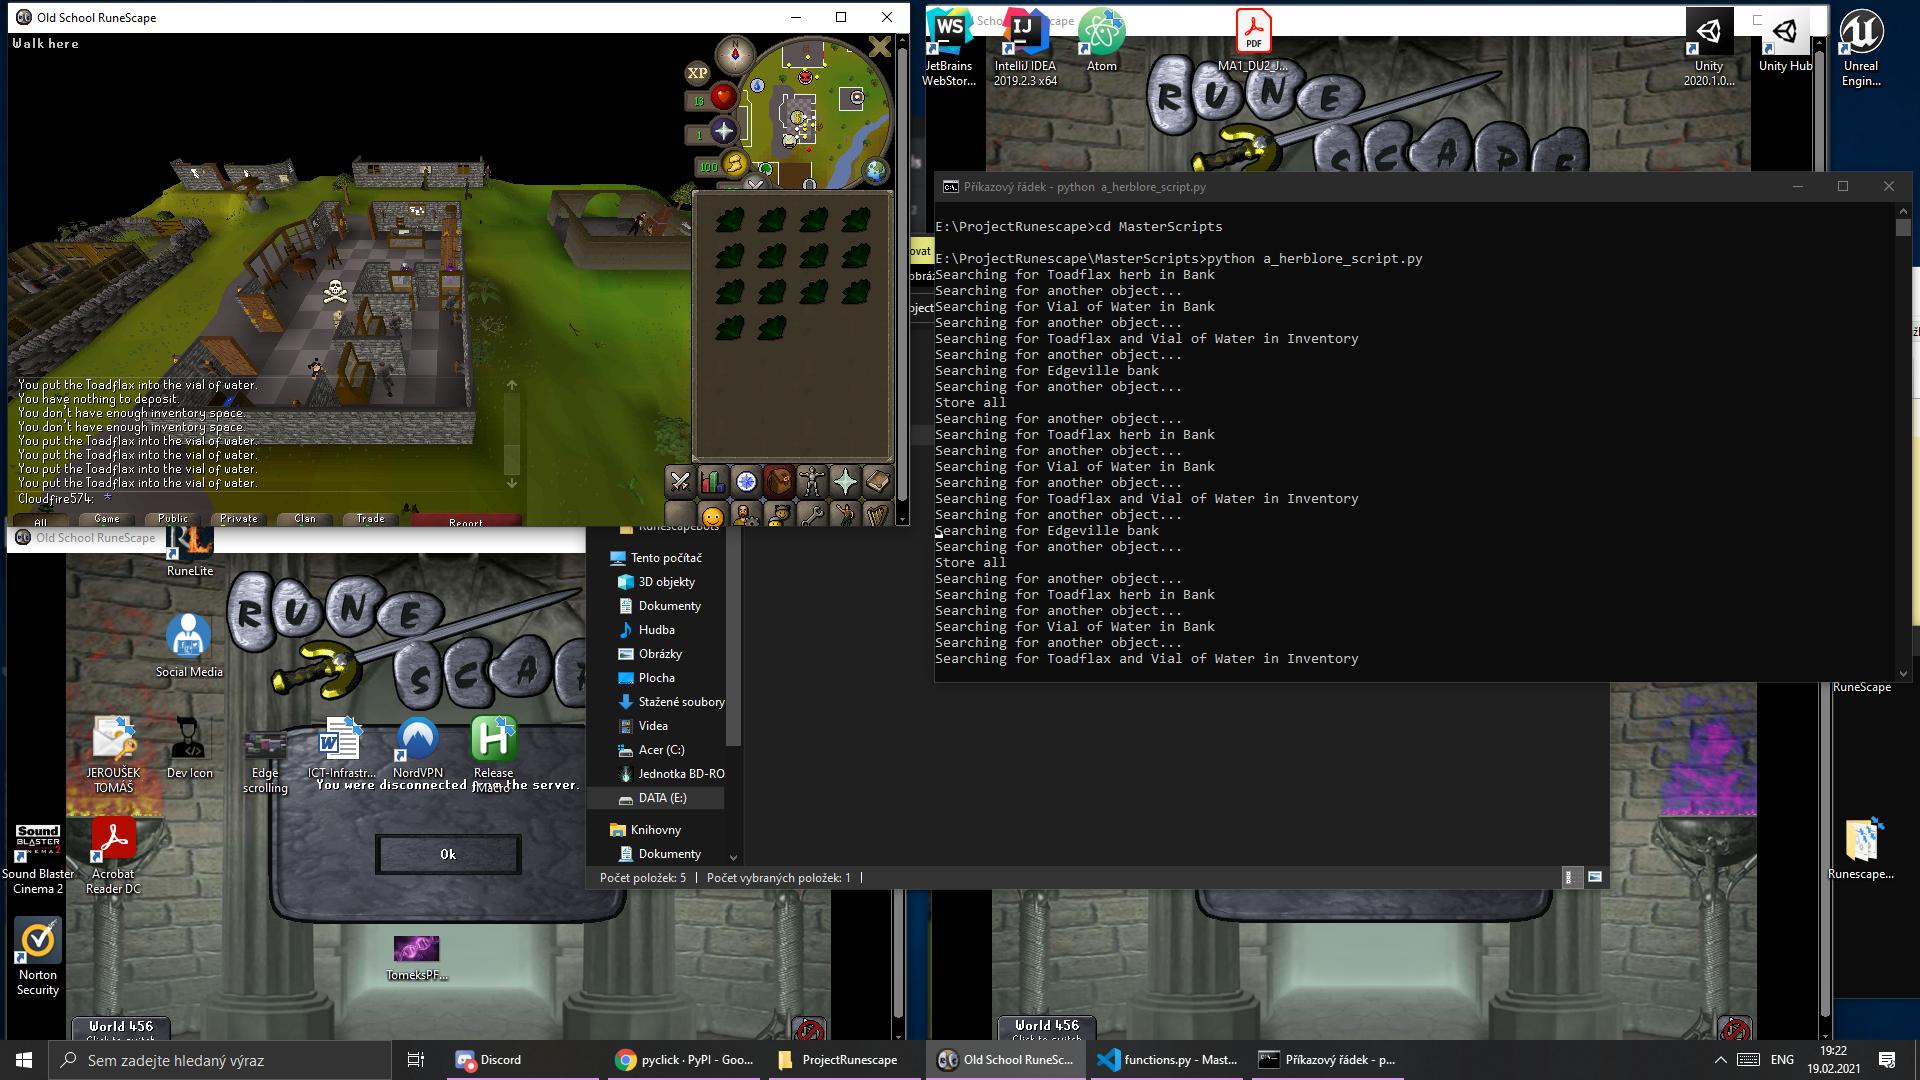 Old School RuneScape
Walk here
XP
13
1
100
You put the Toadflax into the vial of water.
You have nothing to deposit.
You don't have enough inventory space.
You don't have enough inventory space.
You put the Toadflax into the vial of water.
You put the Toadflax into the vial of water.
You put the Toadflax into the vial of water.
You put the Toadflax into the vial of water.
Cloudfire574: *
All
Game
Public
Private
Clan
Trade
Report
JetBrains
WebStor...
IntelliJ IDEA
2019.2.3 x64
Atom
PDF
MA1_DU2_J...
Unity
2020.1.0...
Unity Hub
Unreal
Engin...
RUNE
SCAPE
Příkazový řádek - python a_herblore_script.py
E:\ProjectRunescape>cd MasterScripts
E:\ProjectRunescape\MasterScripts>python a_herblore_script.py
Searching for Toadflax herb in Bank
Searching for another object...
Searching for Vial of Water in Bank
Searching for another object...
Searching for Toadflax and Vial of Water in Inventory
Searching for another object...
Searching for Edgeville bank
Searching for another object...
Store all
Searching for another object...
Searching for Toadflax herb in Bank
Searching for another object...
Searching for Vial of Water in Bank
Searching for another object...
Searching for Toadflax and Vial of Water in Inventory
Searching for another object...
Searching for Edgeville bank
Searching for another object...
Store all
Searching for another object...
Searching for Toadflax herb in Bank
Searching for another object...
Searching for Vial of Water in Bank
Searching for another object...
Searching for Toadflax and Vial of Water in Inventory
Old School RuneScape
RuneLite
Social Media
JEROUŠEK
TOMÁŠ
Dev Icon
Edge
scrolling
ICT-Infrastr...
NordVPN
Release
Macro
You were disconnected from the server.
Ok
Sound Blaster
Cinema 2
Acrobat
Reader DC
Norton
Security
TomeksPF...
World 456
Click to switch
RunescapeBots
Tento počítač
3D objekty
Dokumenty
Hudba
Obrázky
Plocha
Stažené soubory
Videa
Acer (C:)
Jednotka BD-RO
DATA (E:)
Knihovny
Dokumenty
Počet položek: 5
Počet vybraných položek: 1
RuneScape
Runescape...
World 456
Click to switch
Sem zadejte hledaný výraz
Discord
pyclick · PyPI - Goo...
ProjectRunescape
Old School RuneSc...
functions.py - Mast...
Příkazový řádek - p...
ENG
19:22
19.02.2021